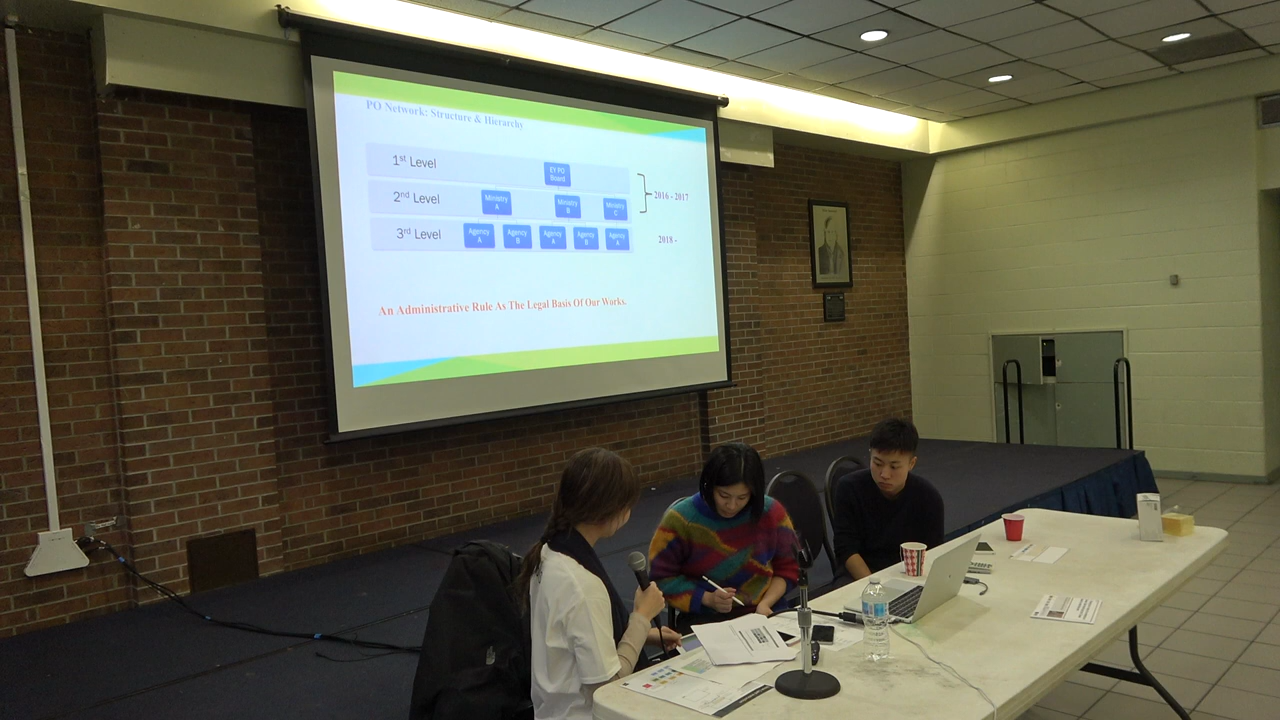 PO Network: Structure & Hierarchy
1st Level
EY PO
Board
2nd Level
Ministry
A
Ministry
B
Ministry
C
2016 - 2017
3rd Level
Agency
A
Agency
B
Agency
A
Agency
B
Agency
A
2018 -
An Administrative Rule As The Legal Basis Of Our Works.